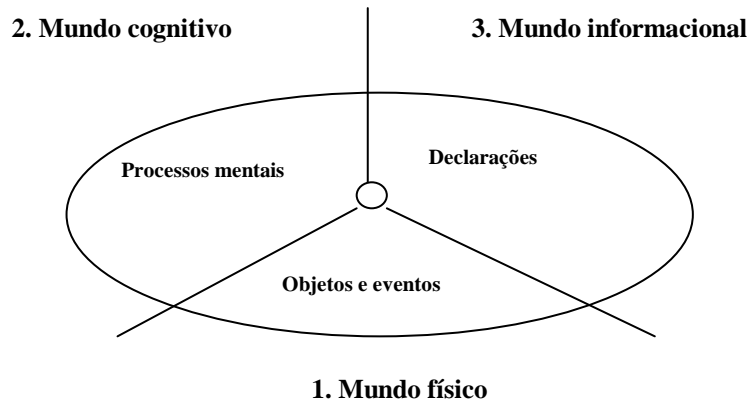 2. Mundo cognitivo
3. Mundo informacional
Processos mentais
Declarações
Objetos e eventos
1. Mundo físico